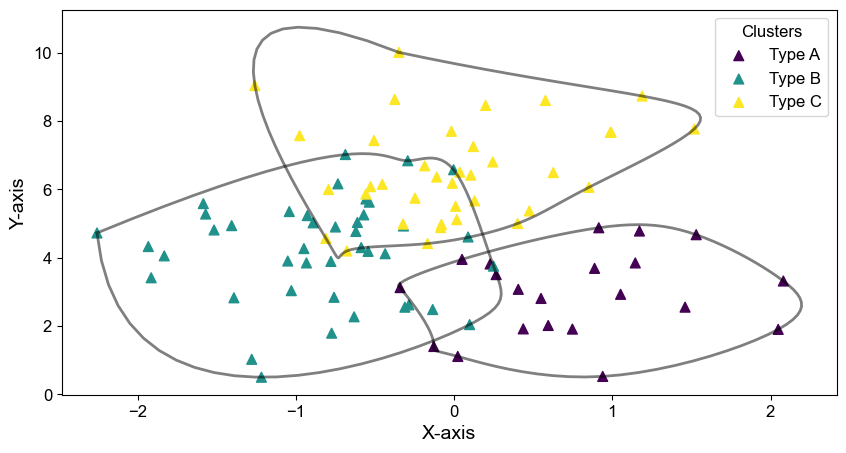 Clusters
Type A
Type B
Type C
Y-axis
10
8
6
4
2
0
−2
−1
0
1
2
X-axis